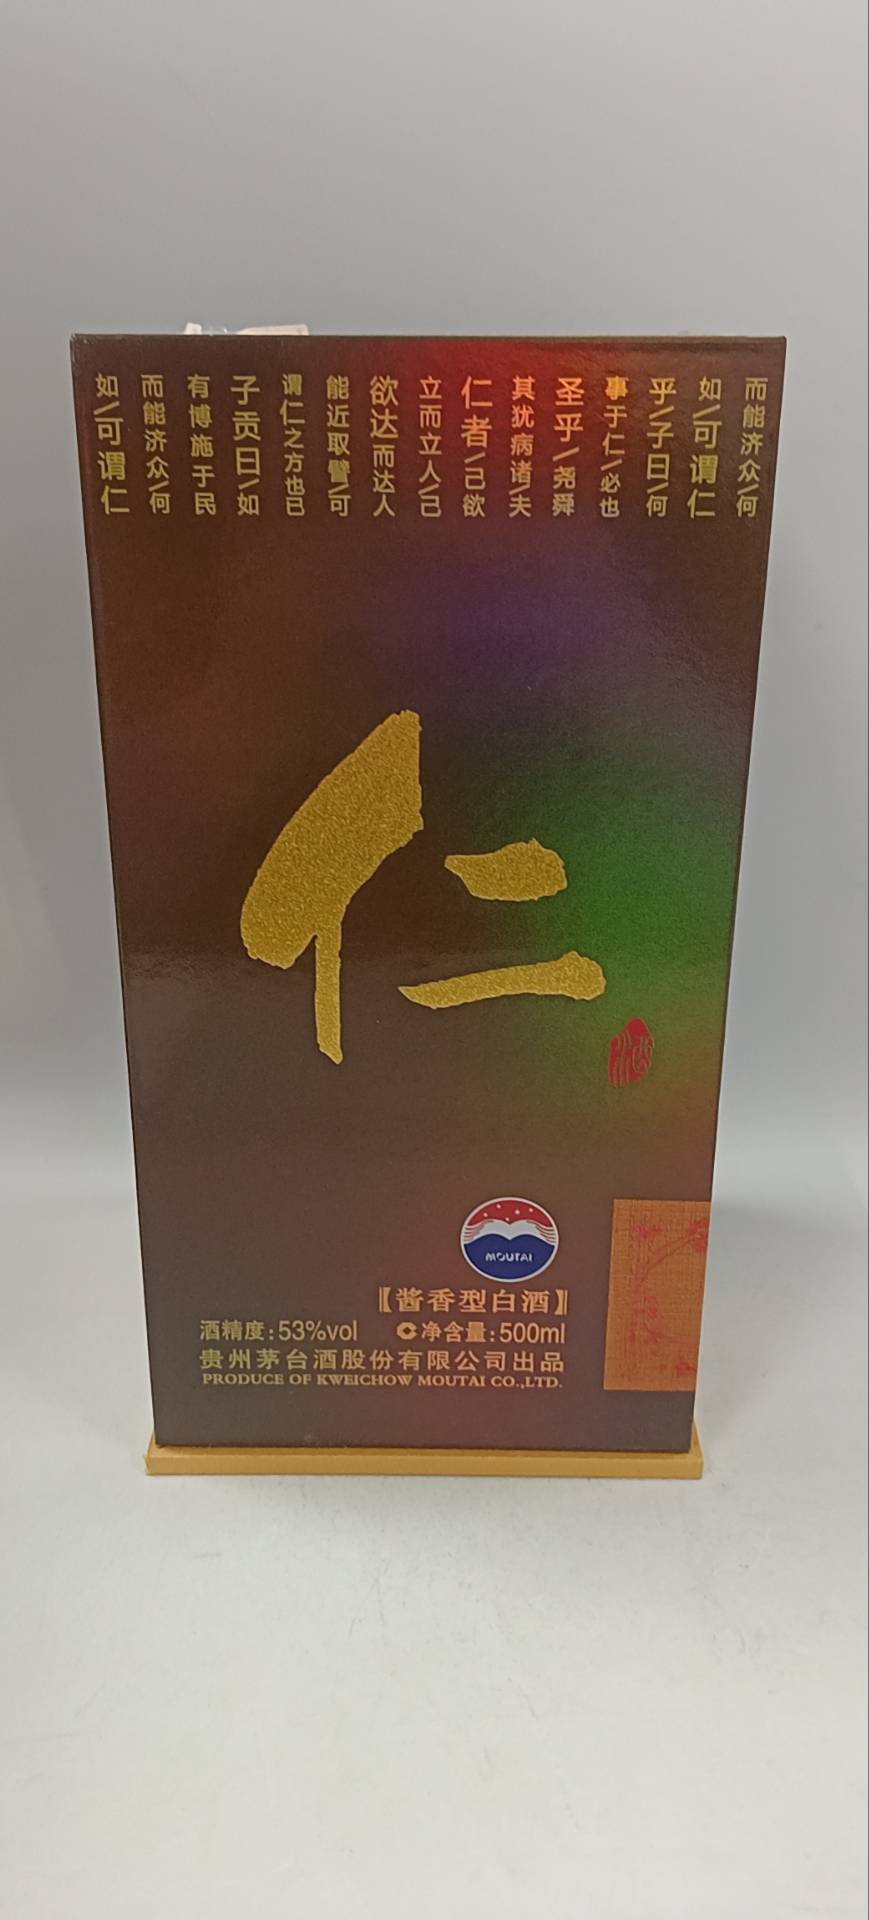 而能济众/何
如/可谓仁
乎/子曰/何
事于仁/必也
圣乎/尧舜
其犹病诸/夫
仁者/己欲
立而立人/己
欲达而达人
能近取譬/可
谓仁之方也已
子贡曰/如
有博施于民
而能济众/何
如/可谓仁
仁
酒
MOUTAI
【酱香型白酒】
酒精度:53%vol 净含量:500ml
贵州茅台酒股份有限公司出品
PRODUCE OF KWEICHOW MOUTAI CO.,LTD.